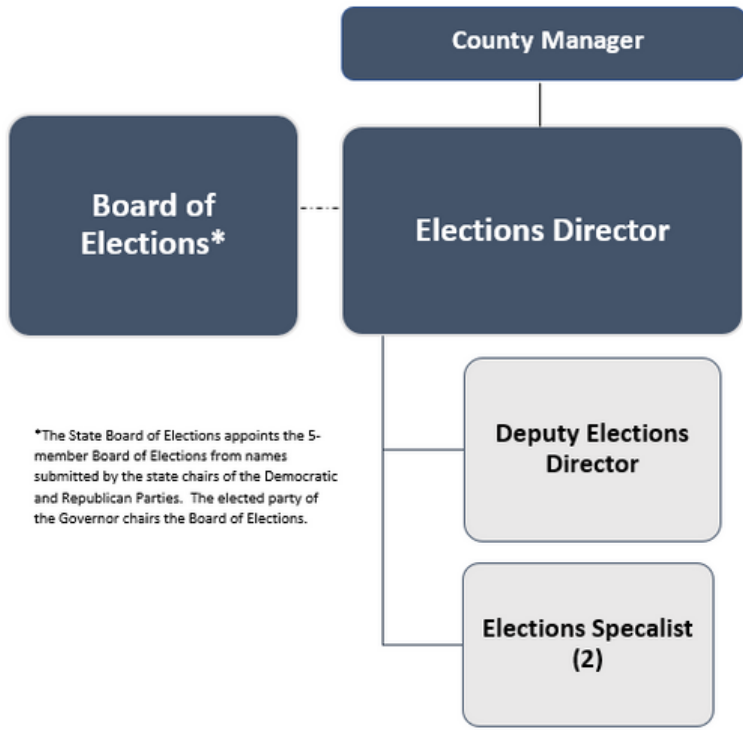 County Manager
Board of
Elections*
Elections Director
Deputy Elections
Director
*The State Board of Elections appoints the 5-
member Board of Elections from names
submitted by the state chairs of the Democratic
and Republican Parties.  The elected party of
the Governor chairs the Board of Elections.
Elections Specalist
(2)